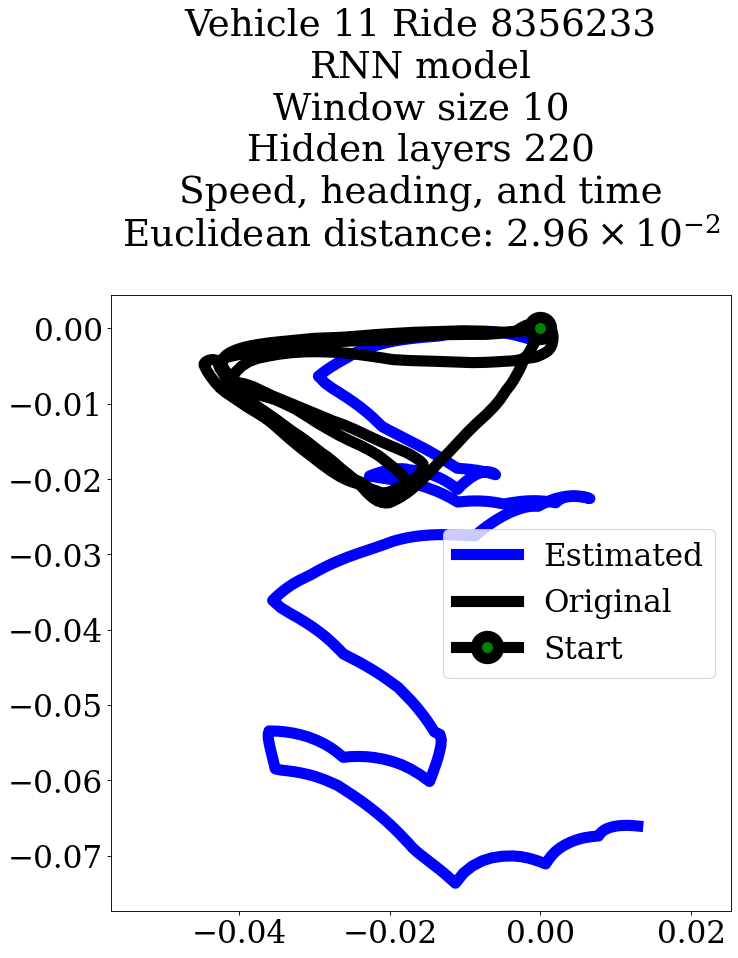 Vehicle 11 Ride 8356233
RNN model
Window size 10
Hidden layers 220
Speed, heading, and time
Euclidean distance: 2.96 × 10⁻²
0.00
−0.01
−0.02
−0.03
−0.04
−0.05
−0.06
−0.07
Estimated
Original
Start
−0.04 −0.02 0.00 0.02